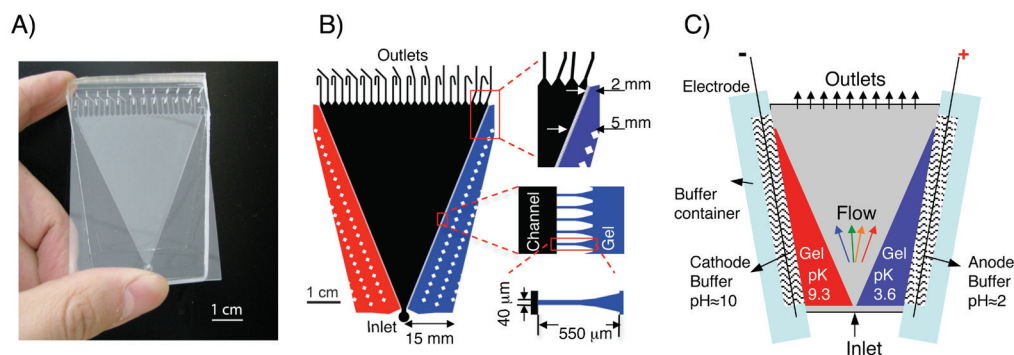 A)
1 cm
B)
Outlets
2 mm
5 mm
Channel
Gel
1 cm
Inlet
15 mm
40 μm
550 μm
C)
-
+
Electrode
Outlets
Buffer
container
Flow
Gel
pK
9.3
Gel
pK
3.6
Cathode
Buffer
pH≈10
Anode
Buffer
pH≈2
Inlet